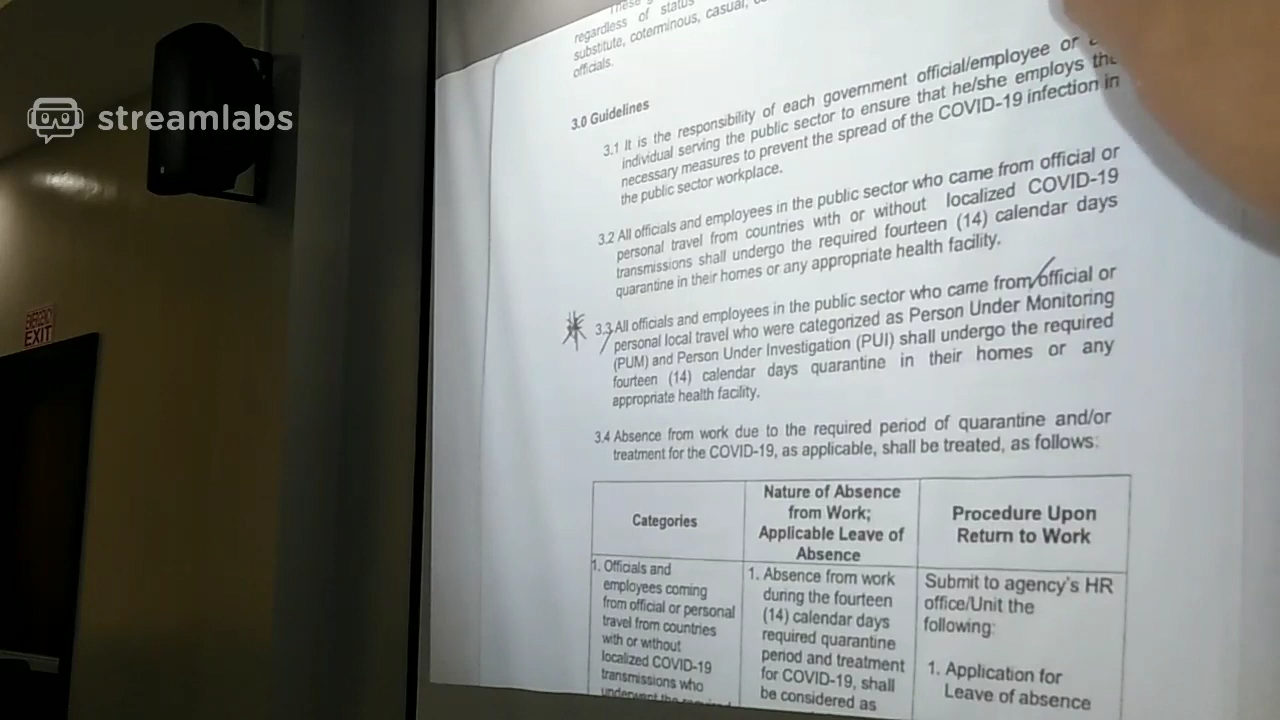 streamlabs
EMERGENCY
EXIT
These
regardless of status
substitute, coterminous, casual,
officials.
3.0 Guidelines
3.1 It is the responsibility of each government official/employee or
individual serving the public sector to ensure that he/she employs the
necessary measures to prevent the spread of the COVID-19 infection in
the public sector workplace.
3.2 All officials and employees in the public sector who came from official or
personal travel from countries with or without localized COVID-19
transmissions shall undergo the required fourteen (14) calendar days
quarantine in their homes or any appropriate health facility.
3.3 All officials and employees in the public sector who came from official or
personal local travel who were categorized as Person Under Monitoring
(PUM) and Person Under Investigation (PUI) shall undergo the required
fourteen (14) calendar days quarantine in their homes or any
appropriate health facility.
3.4 Absence from work due to the required period of quarantine and/or
treatment for the COVID-19, as applicable, shall be treated, as follows:
Categories
Nature of Absence
from Work;
Applicable Leave of
Absence
Procedure Upon
Return to Work
1. Officials and
employees coming
from official or personal
travel from countries
with or without
localized COVID-19
transmissions who
underwent the required
1. Absence from work
during the fourteen
(14) calendar days
required quarantine
period and treatment
for COVID-19, shall
be considered as
Submit to agency's HR
office/Unit the
following:
1. Application for
Leave of absence